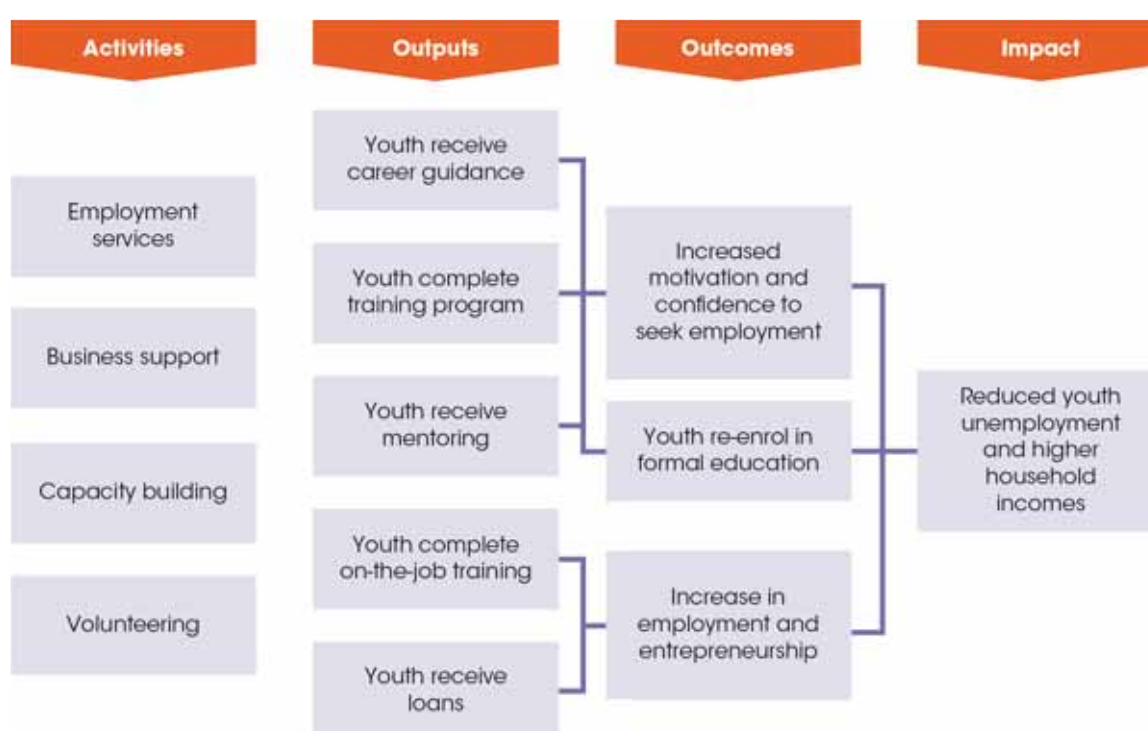 Activities
Outputs
Outcomes
Impact
Employment
services
Business support
Capacity building
Volunteering
Youth receive
career guidance
Youth complete
training program
Youth receive
mentoring
Youth complete
on-the-job training
Youth receive
loans
Increased
motivation and
confidence to
seek employment
Youth re-enrol in
formal education
Increase in
employment and
entrepreneurship
Reduced youth
unemployment
and higher
household
incomes